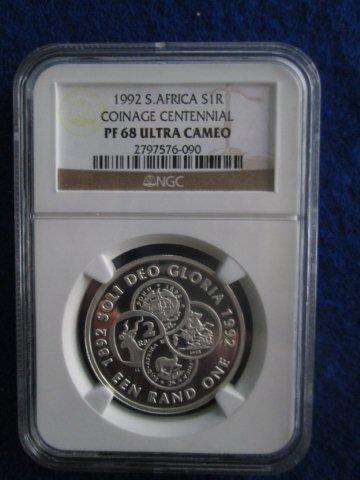 1992 S.AFRICA S1R
COINAGE CENTENNIAL
PF 68 ULTRA CAMEO
2797576-090
NGC
1892 SOLI DEO GLORIA 1992
EEN RAND ONE
2